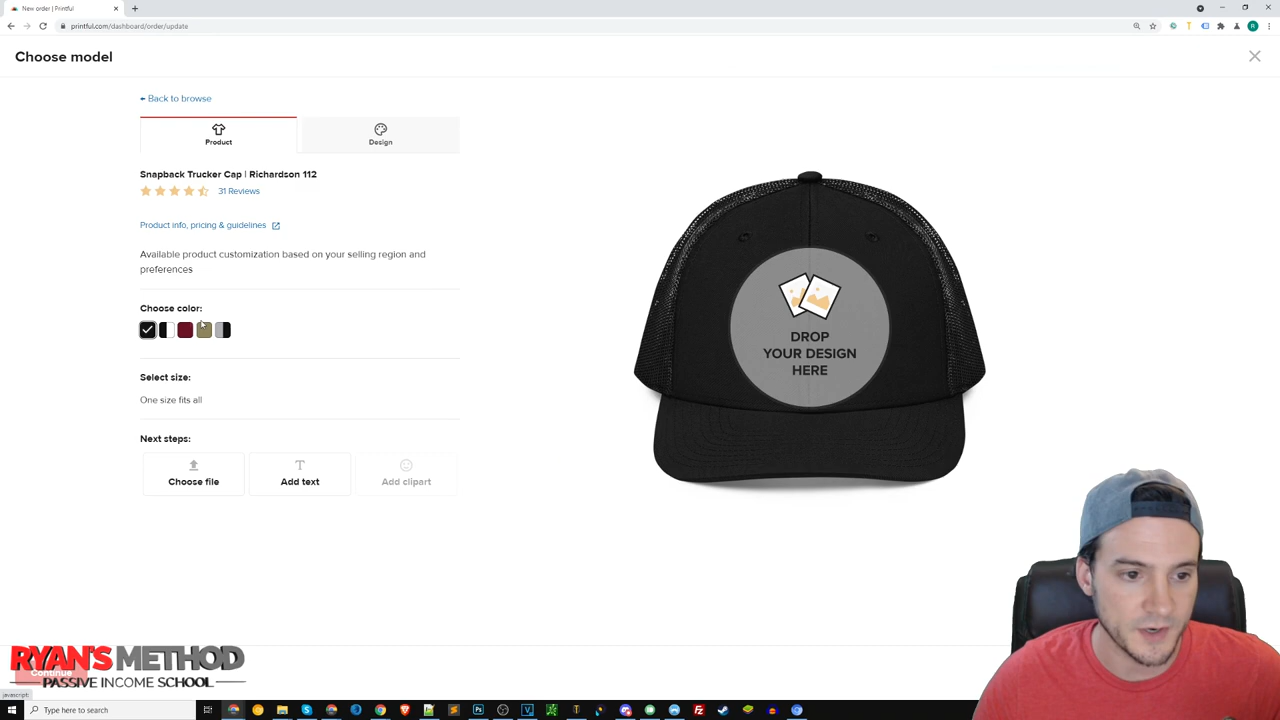 New order | Printful
printful.com/dashboard/order/update
R
Choose model
Back to browse
Product
Design
Snapback Trucker Cap | Richardson 112
31 Reviews
Product info, pricing & guidelines
Available product customization based on your selling region and
preferences
Choose color:
Select size:
One size fits all
Next steps:
Choose file
Add text
Add clipart
DROP
YOUR DESIGN
HERE
RYAN'S METHOD
Continue
PASSIVE INCOME SCHOOL
javascript:
Type here to search